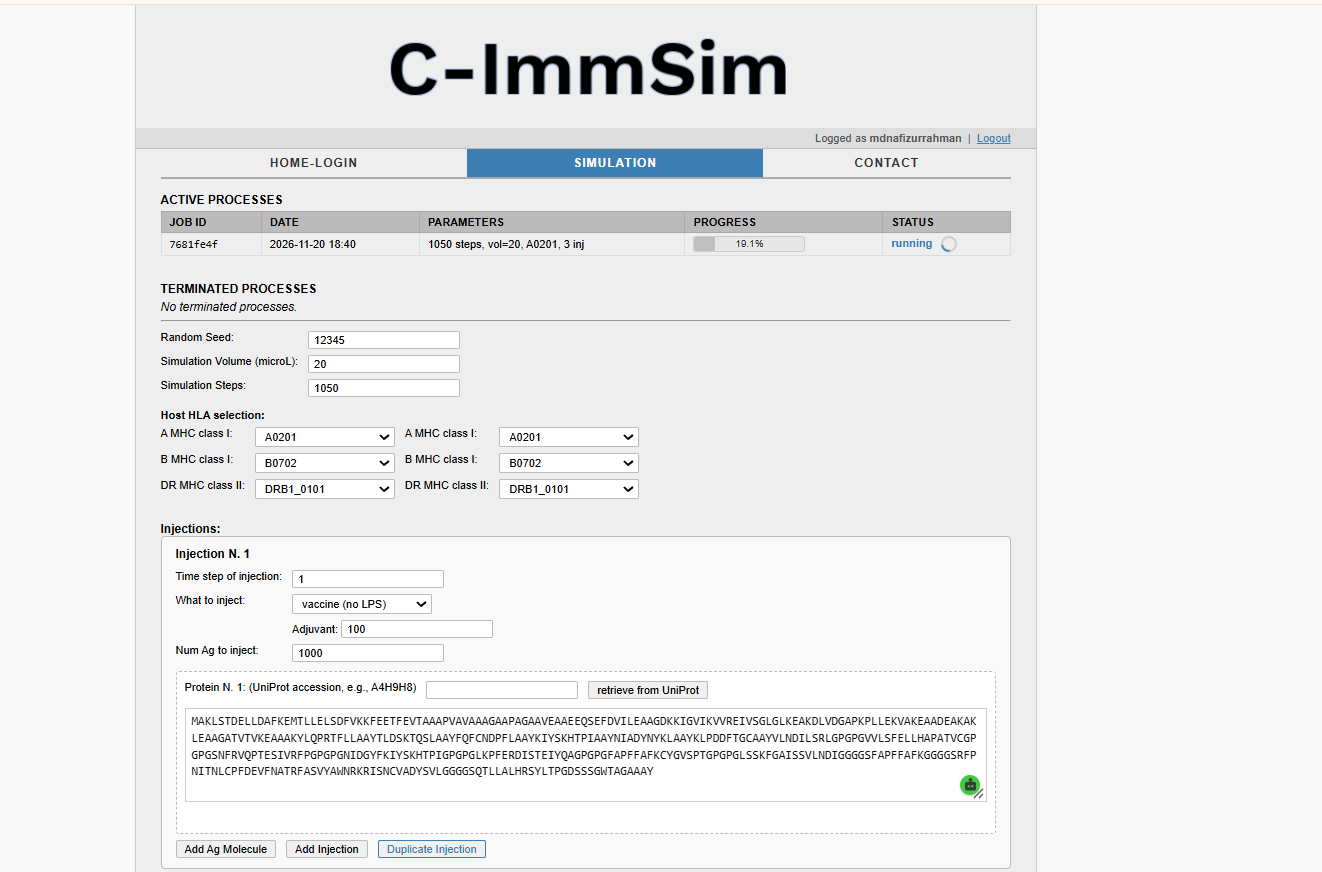 C-ImmSim
Logged as mdnafizurrahman | Logout
HOME-LOGIN SIMULATION CONTACT
ACTIVE PROCESSES
JOB ID DATE PARAMETERS PROGRESS STATUS
7681fe4f 2026-11-20 18:40 1050 steps, vol=20, A0201, 3 inj 19.1% running
TERMINATED PROCESSES
No terminated processes.
Random Seed: 12345
Simulation Volume (microL): 20
Simulation Steps: 1050
Host HLA selection:
A MHC class I: A0201 A MHC class I: A0201
B MHC class I: B0702 B MHC class I: B0702
DR MHC class II: DRB1_0101 DR MHC class II: DRB1_0101
Injections:
Injection N. 1
Time step of injection: 1
What to inject: vaccine (no LPS)
Adjuvant: 100
Num Ag to inject: 1000
Protein N. 1: (UniProt accession, e.g., A4H9H8) retrieve from UniProt
MAKLSTDELLDAFKEMTLLELSDFVKKFEETFEVTAAAPVAVAAAGAAPAGAAVEAAEEQSEFDVILEAAGDKKIGVIKVVREIVSGLGLKEAKDLVDGAPKPLLEKVAKEAADEAKAK
LEAAGATVTVKEAAAKYLQPRTFLLAAYTLDSKTQSLAAYFQFCNDPFLAAYKIYSKHTPIAAYNIADYNYKLAAYKLPDDFTGCAAYVLNDILSRLGPGPGVVLSFELLHAPATVCGP
GPGSNFRVQPTESIVRFPGPGPGNIDGYFKIYSKHTPIGPGPGLKPFERDISTEIYQAGPGPGFAPFFAFKCYGVSPTGPGPGLSSKFGAISSVLNDIGGGGSFAPFFAFKGGGGSRFP
NITNLCPFDEVFNATRFASVYAWNRKRISNCVADYSVLGGGGSQTLLALHRSYLTPGDSSSGWTAGAAAY
Add Ag Molecule Add Injection Duplicate Injection